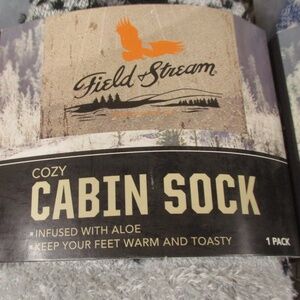 Field & Stream
COZY
CABIN SOCK
•INFUSED WITH ALOE
•KEEP YOUR FEET WARM AND TOASTY
1 PACK